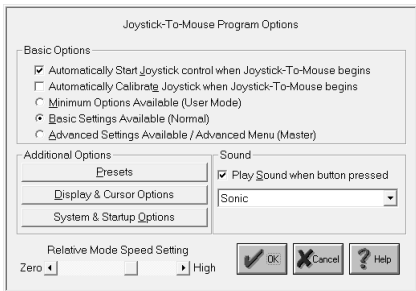 Joystick-To-Mouse Program Options
Basic Options
Automatically Start Joystick control when Joystick-To-Mouse begins
Automatically Calibrate Joystick when Joystick-To-Mouse begins
Minimum Options Available (User Mode)
Basic Settings Available (Normal)
Advanced Settings Available / Advanced Menu (Master)
Additional Options
Presets
Display & Cursor Options
System & Startup Options
Sound
Play Sound when button pressed
Sonic
Relative Mode Speed Setting
Zero High
OK Cancel Help